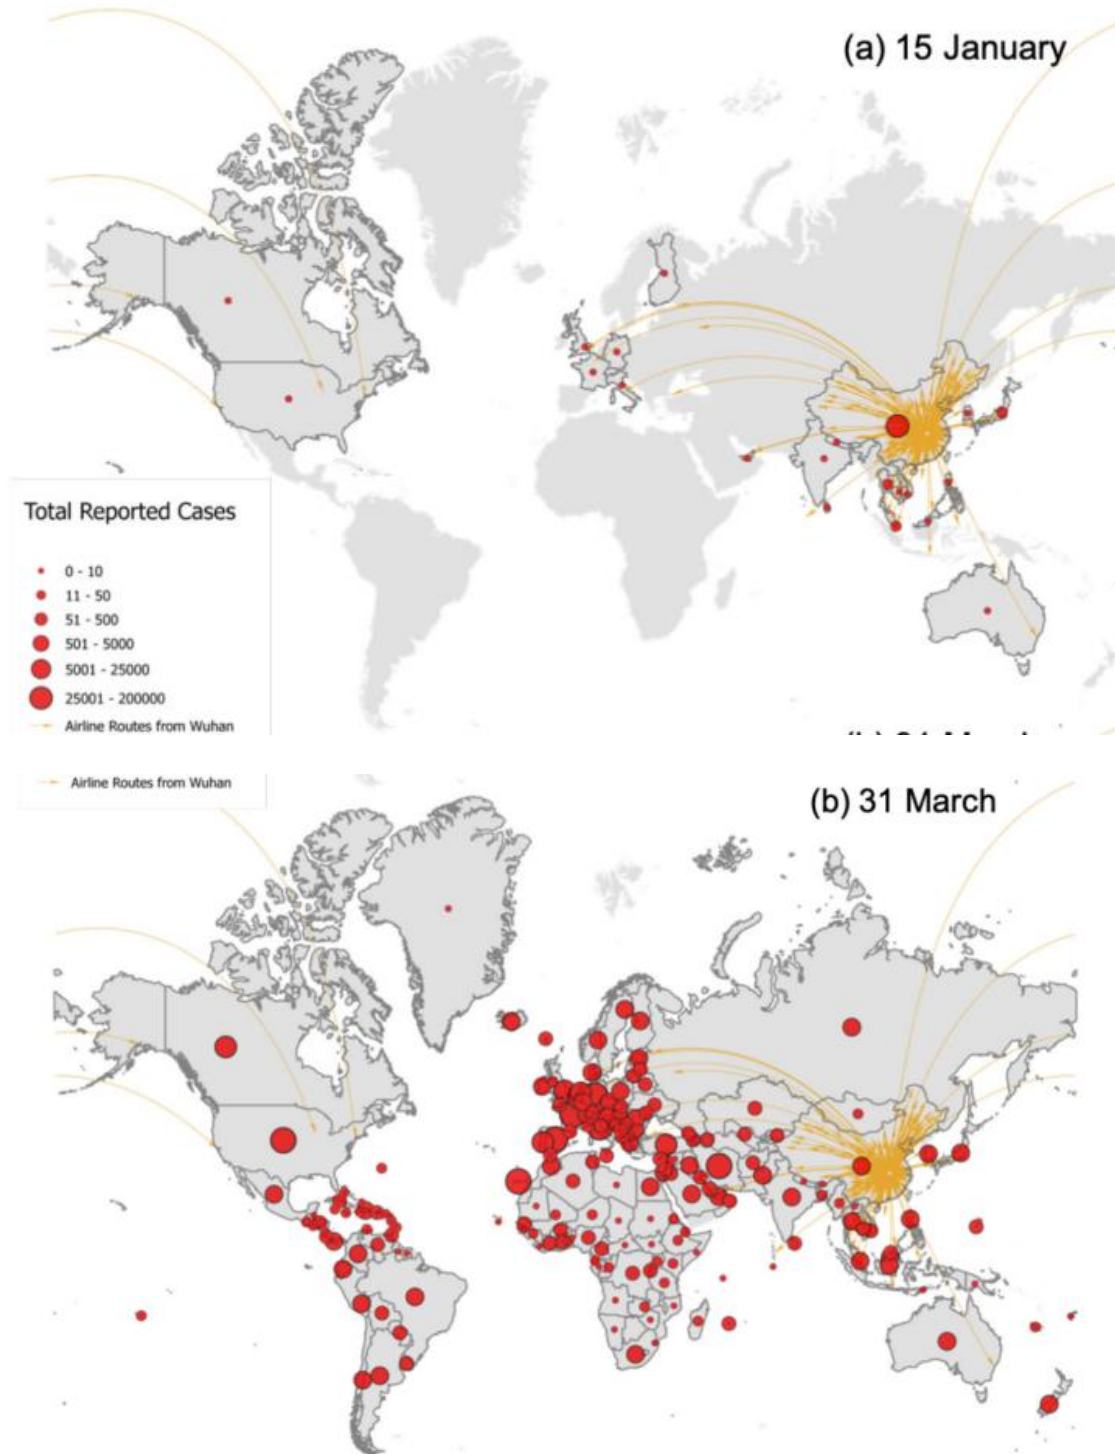 (a) 15 January
Total Reported Cases
0 - 10
11 - 50
51 - 500
501 - 5000
5001 - 25000
25001 - 200000
Airline Routes from Wuhan
Airline Routes from Wuhan
(b) 31 March